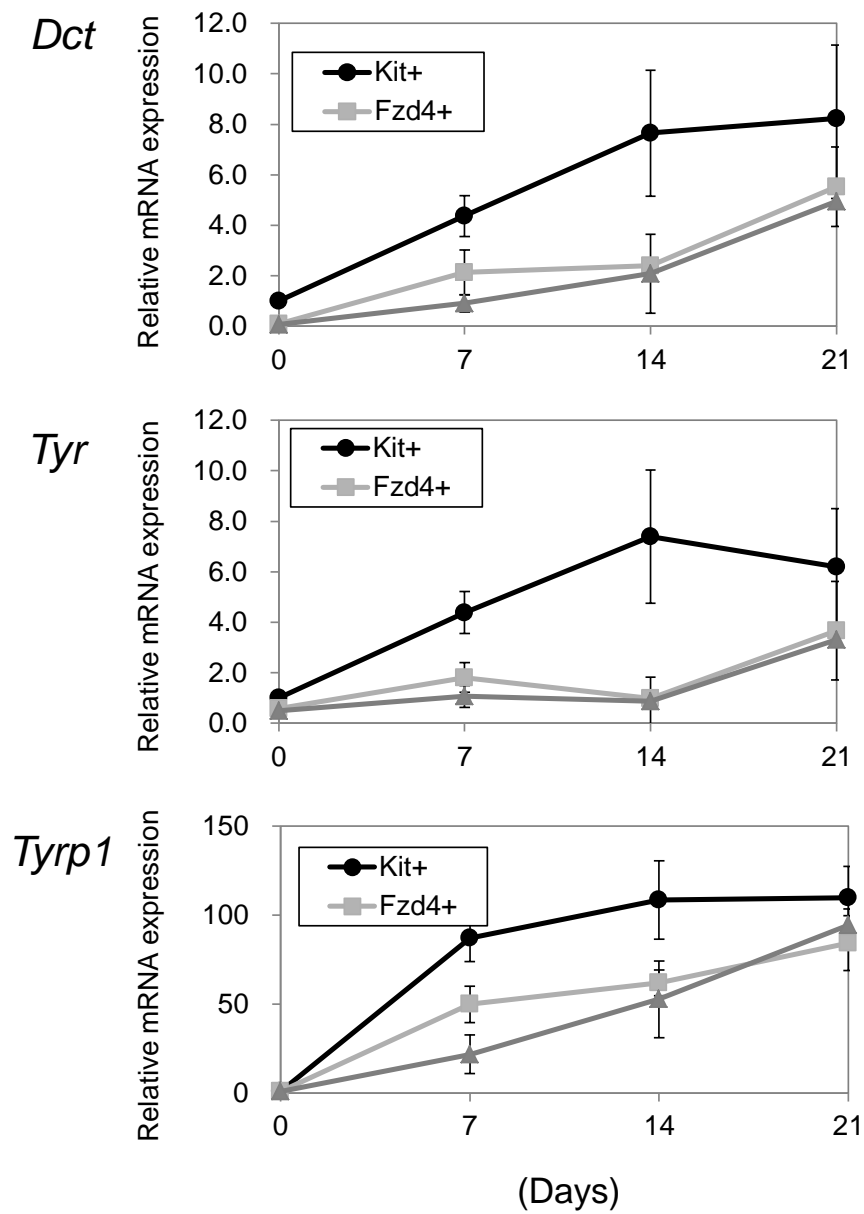 Dct
Relative mRNA expression
12.0
10.0
8.0
6.0
4.0
2.0
0.0
Kit+
Fzd4+
0 7 14 21
Tyr
Relative mRNA expression
12.0
10.0
8.0
6.0
4.0
2.0
0.0
Kit+
Fzd4+
0 7 14 21
Tyrp1
Relative mRNA expression
150
100
50
0
Kit+
Fzd4+
0 7 14 21
(Days)